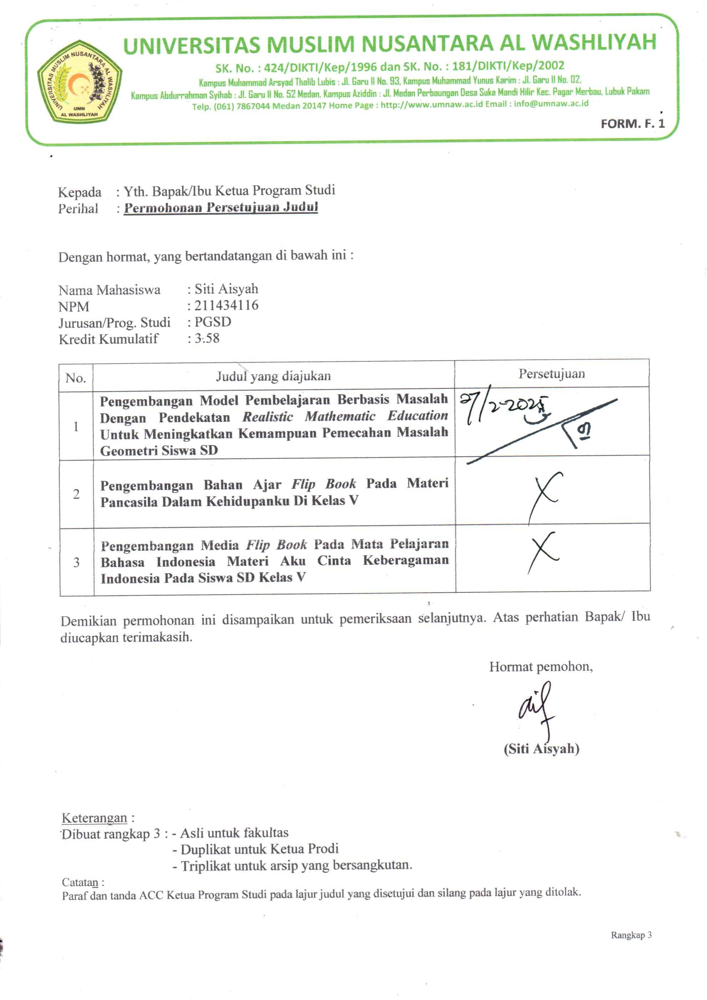 UNIVERSITAS MUSLIM NUSANTARA AL WASHLIYAH
SK. No. : 424/DIKTI/Kep/1996 dan SK. No. : 181/DIKTI/Kep/2002
Kampus Muhammad Arsyad Thalib Lubis : Jl. Garu II No. 93, Kampus Muhammad Yunus Karim : Jl. Garu II No. 02,
Kampus Abdurrahman Syihab : Jl. Garu II No. 52 Medan, Kampus Aziddin : Jl. Medan Perbaungan Desa Suka Mandi Hilir Kec. Pagar Merbau, Lubuk Pakam
Telp. (061) 7867044 Medan 20147 Home Page : http://www.umnaw.ac.id Email : info@umnaw.ac.id
UNIVERSITAS MUSLIM NUSANTARA AL WASHLIYAH
UMN
AL WASHLIYAH
FORM. F. 1
Kepada : Yth. Bapak/Ibu Ketua Program Studi
Perihal : Permohonan Persetujuan Judul
Dengan hormat, yang bertandatangan di bawah ini :
Nama Mahasiswa : Siti Aisyah
NPM : 211434116
Jurusan/Prog. Studi : PGSD
Kredit Kumulatif : 3.58
No. Judul yang diajukan Persetujuan
1
Pengembangan Model Pembelajaran Berbasis Masalah
Dengan Pendekatan Realistic Mathematic Education
Untuk Meningkatkan Kemampuan Pemecahan Masalah
Geometri Siswa SD
27/2-2025
2
Pengembangan Bahan Ajar Flip Book Pada Materi
Pancasila Dalam Kehidupanku Di Kelas V
X
3
Pengembangan Media Flip Book Pada Mata Pelajaran
Bahasa Indonesia Materi Aku Cinta Keberagaman
Indonesia Pada Siswa SD Kelas V
X
Demikian permohonan ini disampaikan untuk pemeriksaan selanjutnya. Atas perhatian Bapak/ Ibu
diucapkan terimakasih.
Hormat pemohon,
(Siti Aisyah)
Keterangan :
Dibuat rangkap 3 : - Asli untuk fakultas
- Duplikat untuk Ketua Prodi
- Triplikat untuk arsip yang bersangkutan.
Catatan :
Paraf dan tanda ACC Ketua Program Studi pada lajur judul yang disetujui dan silang pada lajur yang ditolak.
Rangkap 3